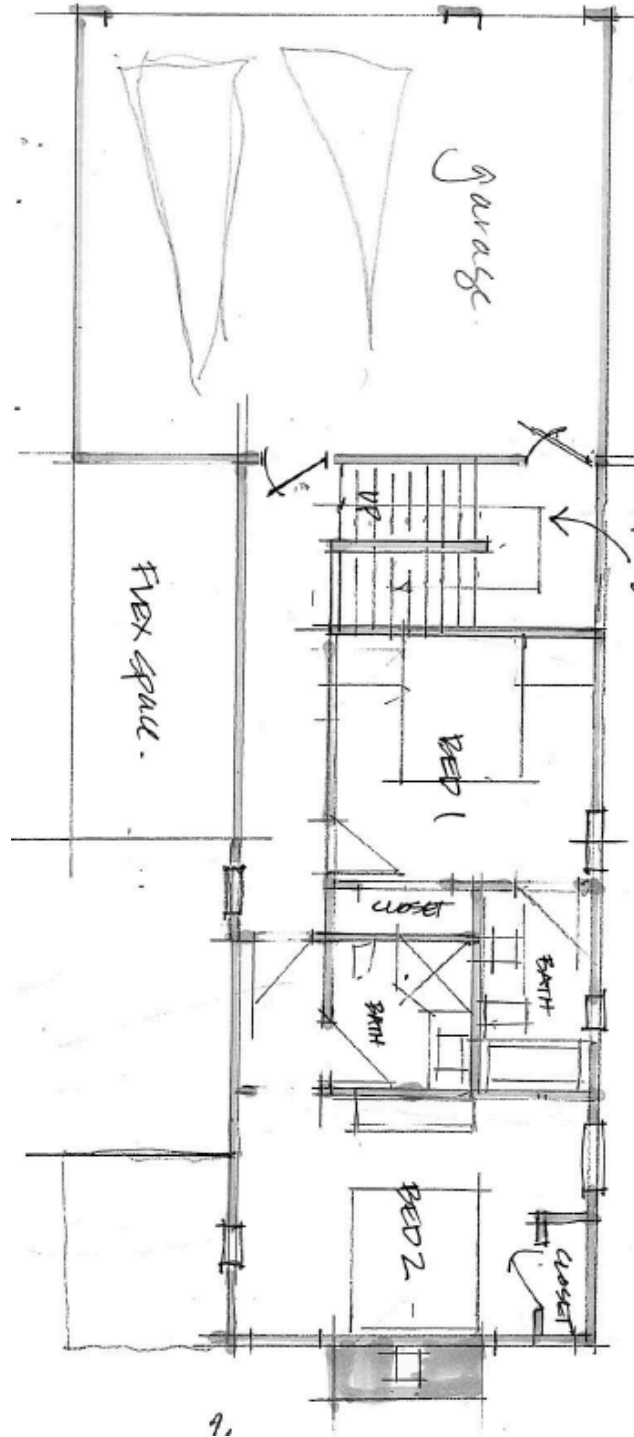 Garage.
UP
FLEX space.
BED 1
CLOSET
BATH
BATH
BED 2
CLOSET